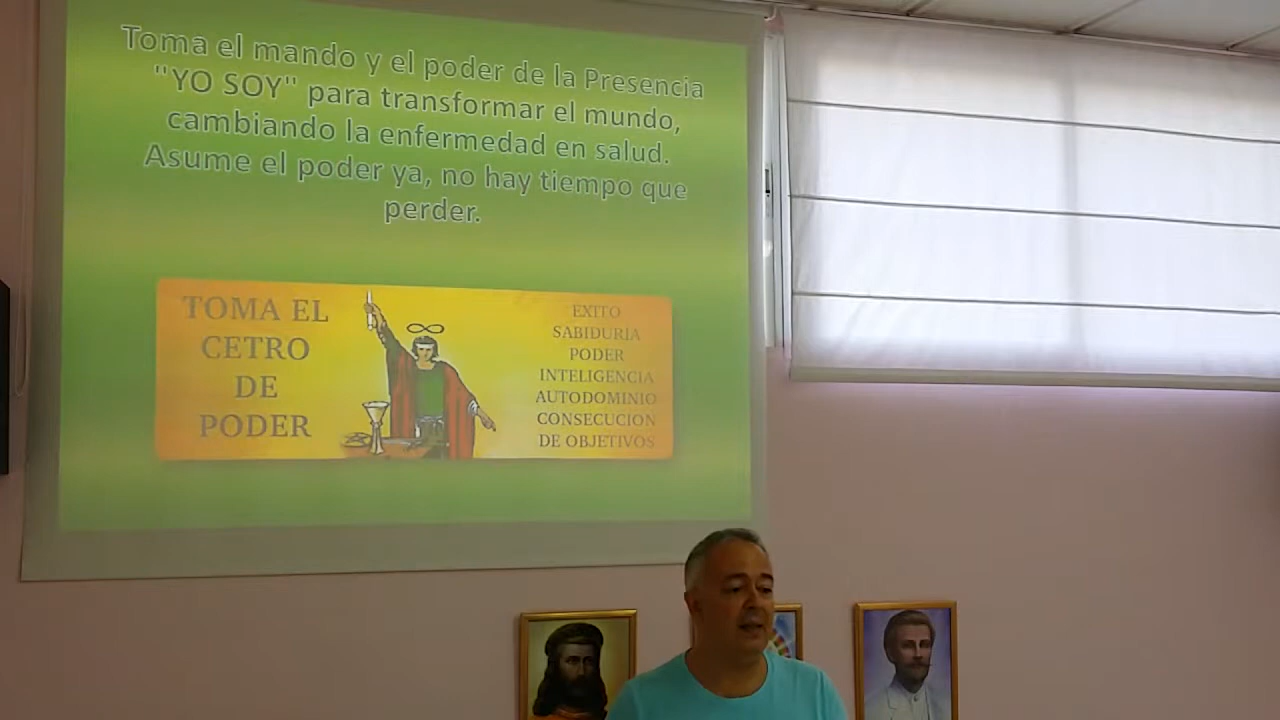 Toma el mando y el poder de la Presencia
"YO SOY" para transformar el mundo,
cambiando la enfermedad en salud.
Asume el poder ya, no hay tiempo que
perder.
TOMA EL
CETRO
DE
PODER
EXITO
SABIDURIA
PODER
INTELIGENCIA
AUTODOMINIO
CONSECUCION
DE OBJETIVOS